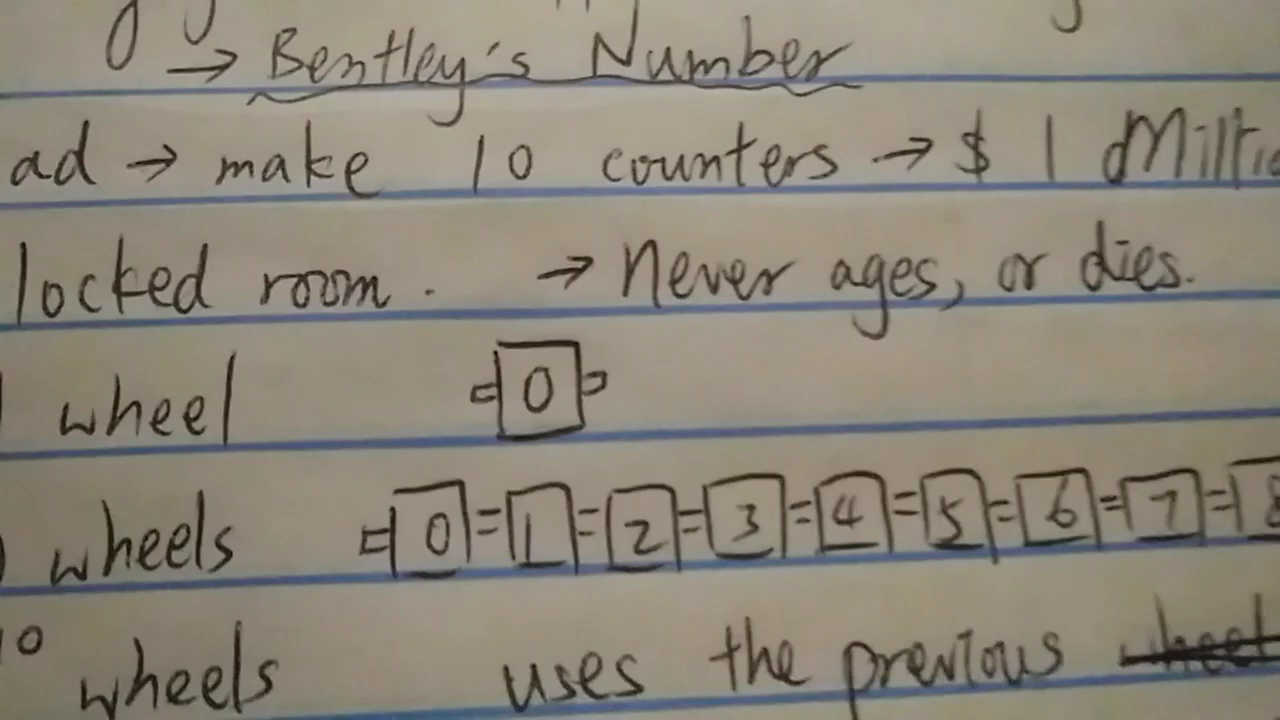 → Bentley's Number
ad → make 10 counters → $ 1
locked room. → never ages, or dies.
wheel 0
wheels 0 = 1 = 2 = 3 = 4 = 5 = 6 = 7 = 8
wheels uses the previous